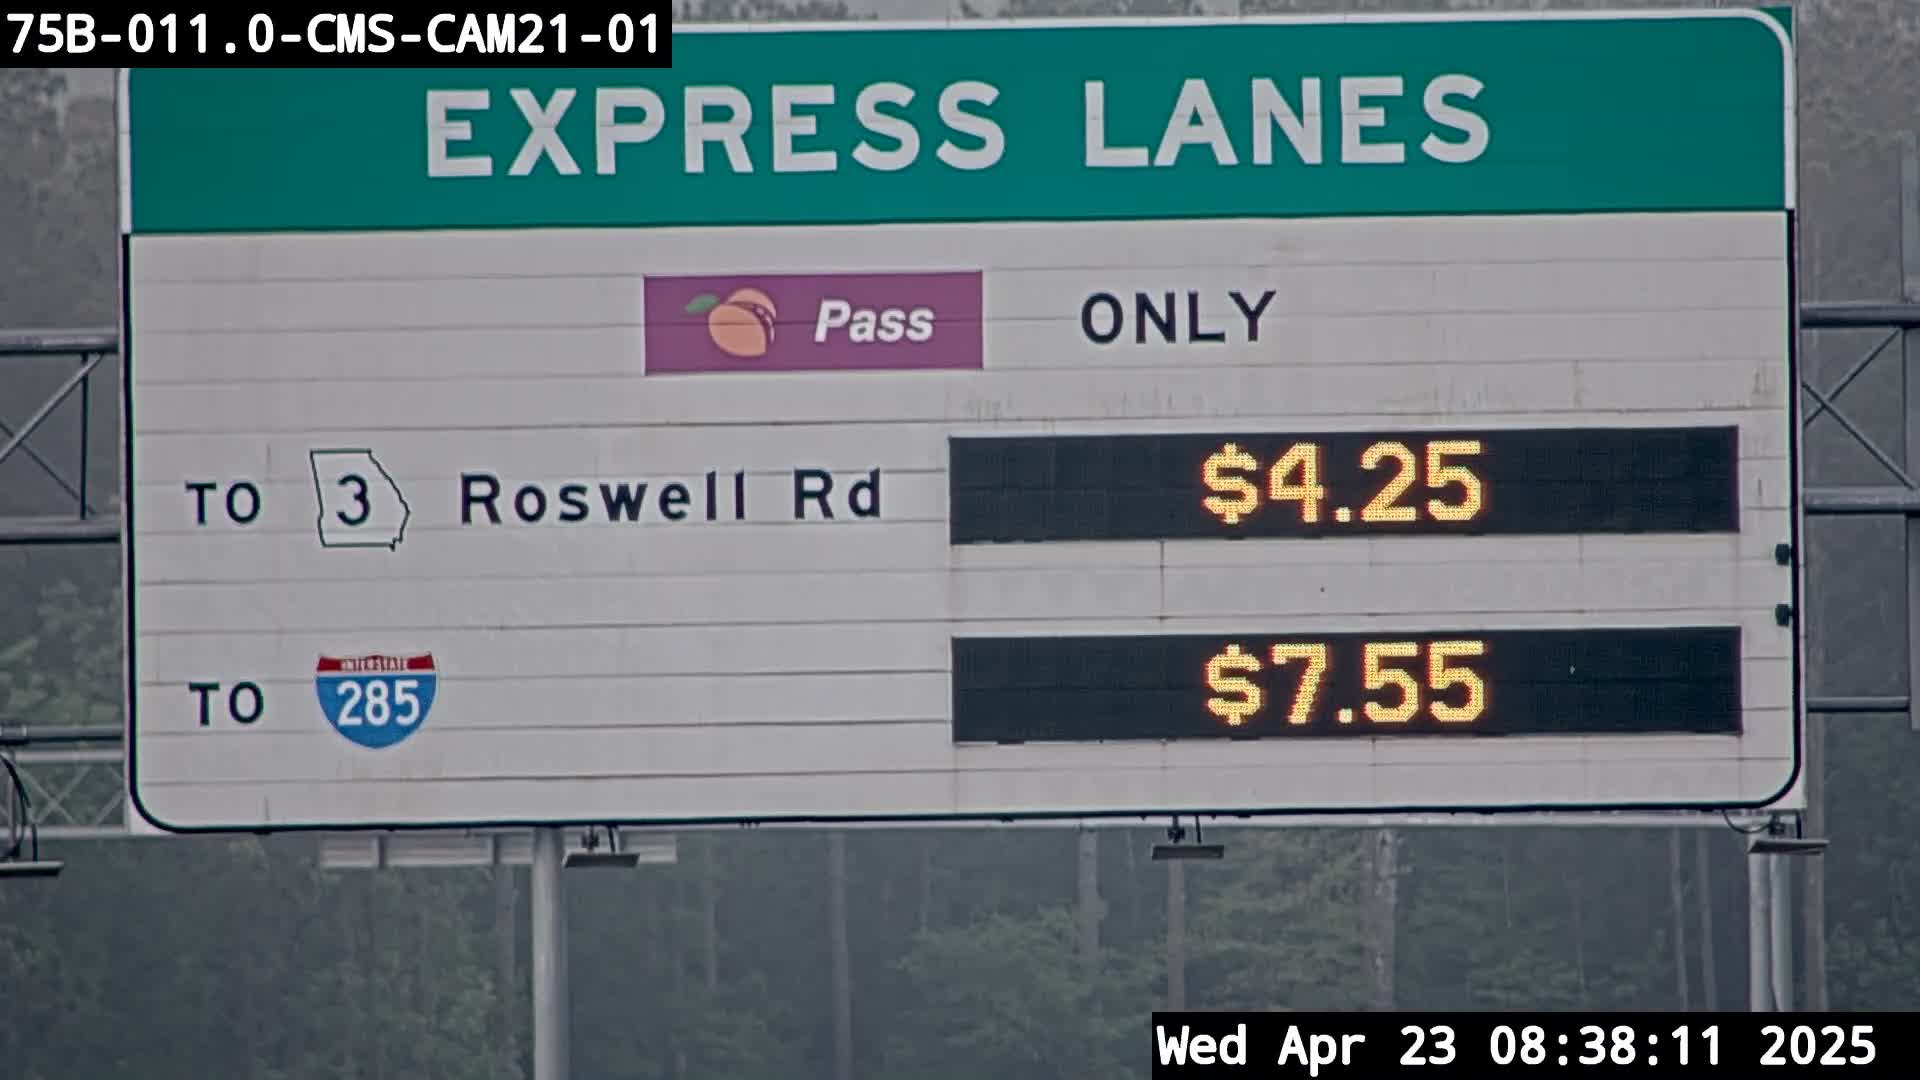 75B-011.0-CMS-CAM21-01
EXPRESS LANES
Pass ONLY
TO 3 Roswell Rd $4.25
TO INTERSTATE 285 $7.55
Wed Apr 23 08:38:11 2025